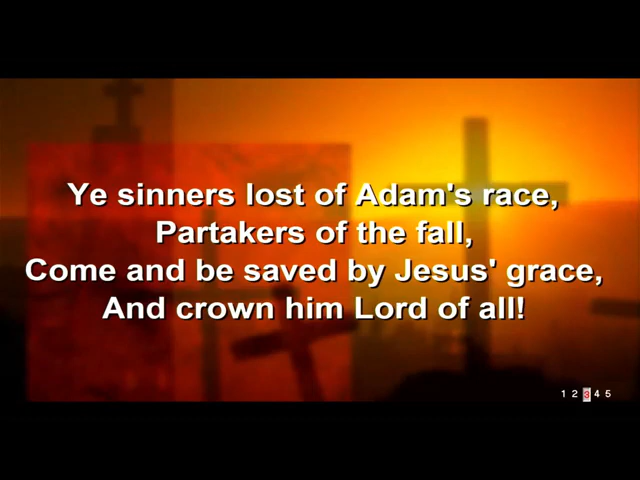 Ye sinners lost of Adam's race,
Partakers of the fall,
Come and be saved by Jesus' grace,
And crown him Lord of all!
1 2 3 4 5